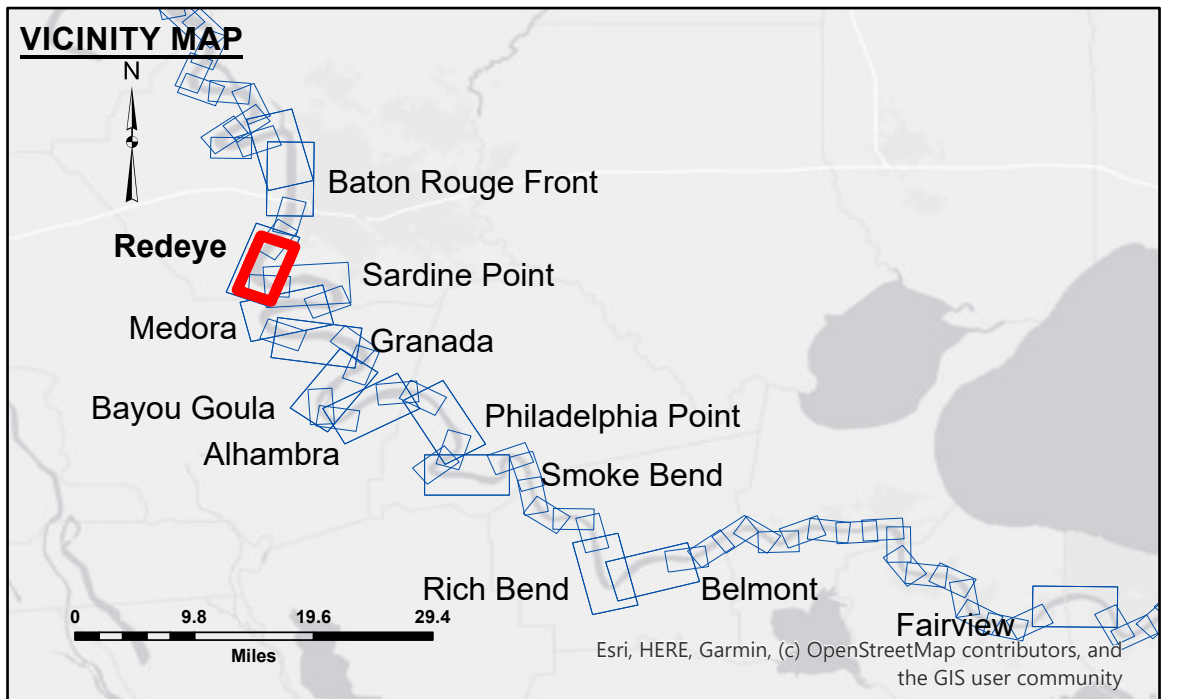 VICINITY MAP
N
Baton Rouge Front
Redeye
Sardine Point
Medora
Granada
Bayou Goula
Philadelphia Point
Alhambra
Smoke Bend
Rich Bend
Belmont
Fairview
0 9.8 19.6 29.4
Miles
Esri, HERE, Garmin, (c) OpenStreetMap contributors, and
the GIS user community